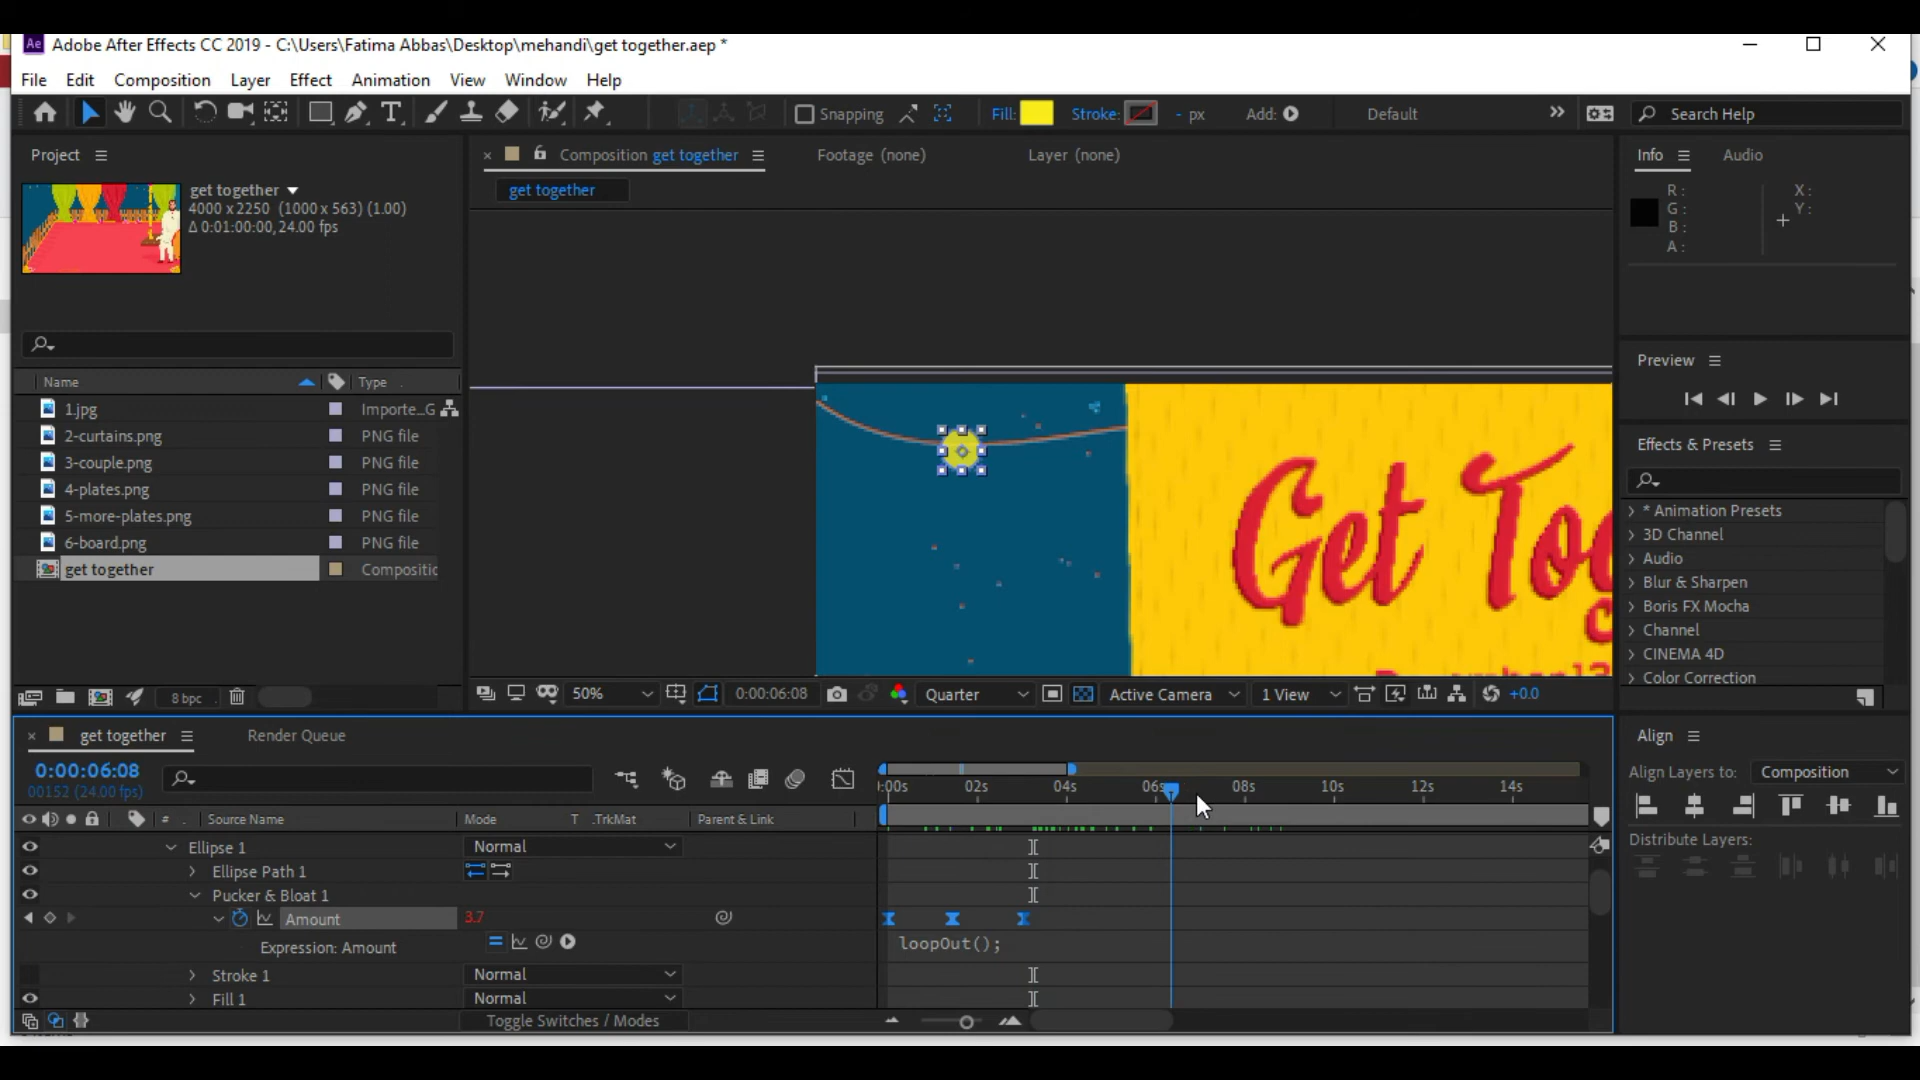 Ae Adobe After Effects CC 2019 - C:\Users\Fatima Abbas\Desktop\mehandi\get together.aep *
File Edit Composition Layer Effect Animation View Window Help
Snapping Fill: Stroke: - px Add: Default Search Help
Project
get together
4000 x 2250 (1000 x 563) (1.00)
Δ 0:01:00:00, 24.00 fps
Name Type
1.jpg Importe_G
2-curtains.png PNG file
3-couple.png PNG file
4-plates.png PNG file
5-more-plates.png PNG file
6-board.png PNG file
get together Compositic
8 bpc
Composition get together Footage (none) Layer (none)
get together
Get Tog
50% 0:00:06:08 Quarter Active Camera 1 View +0.0
Info Audio
R: X:
G: Y:
B:
A:
Preview
Effects & Presets
* Animation Presets
3D Channel
Audio
Blur & Sharpen
Boris FX Mocha
Channel
CINEMA 4D
Color Correction
get together Render Queue
0:00:06:08
00152 (24.00 fps)
:00s 02s 04s 06s 08s 10s 12s 14s
# Source Name Mode T .TrkMat Parent & Link
Ellipse 1 Normal
Ellipse Path 1
Pucker & Bloat 1
Amount 3.7
Expression: Amount loopOut();
Stroke 1 Normal
Fill 1 Normal
Toggle Switches / Modes
Align
Align Layers to: Composition
Distribute Layers: